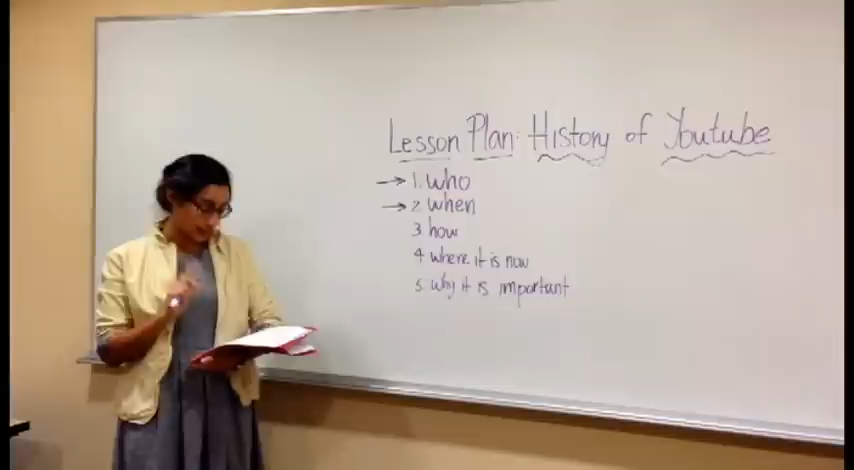 Lesson Plan: History of Youtube
→ 1. who
→ 2. when
3. how
4. where it is now
5. why it is important